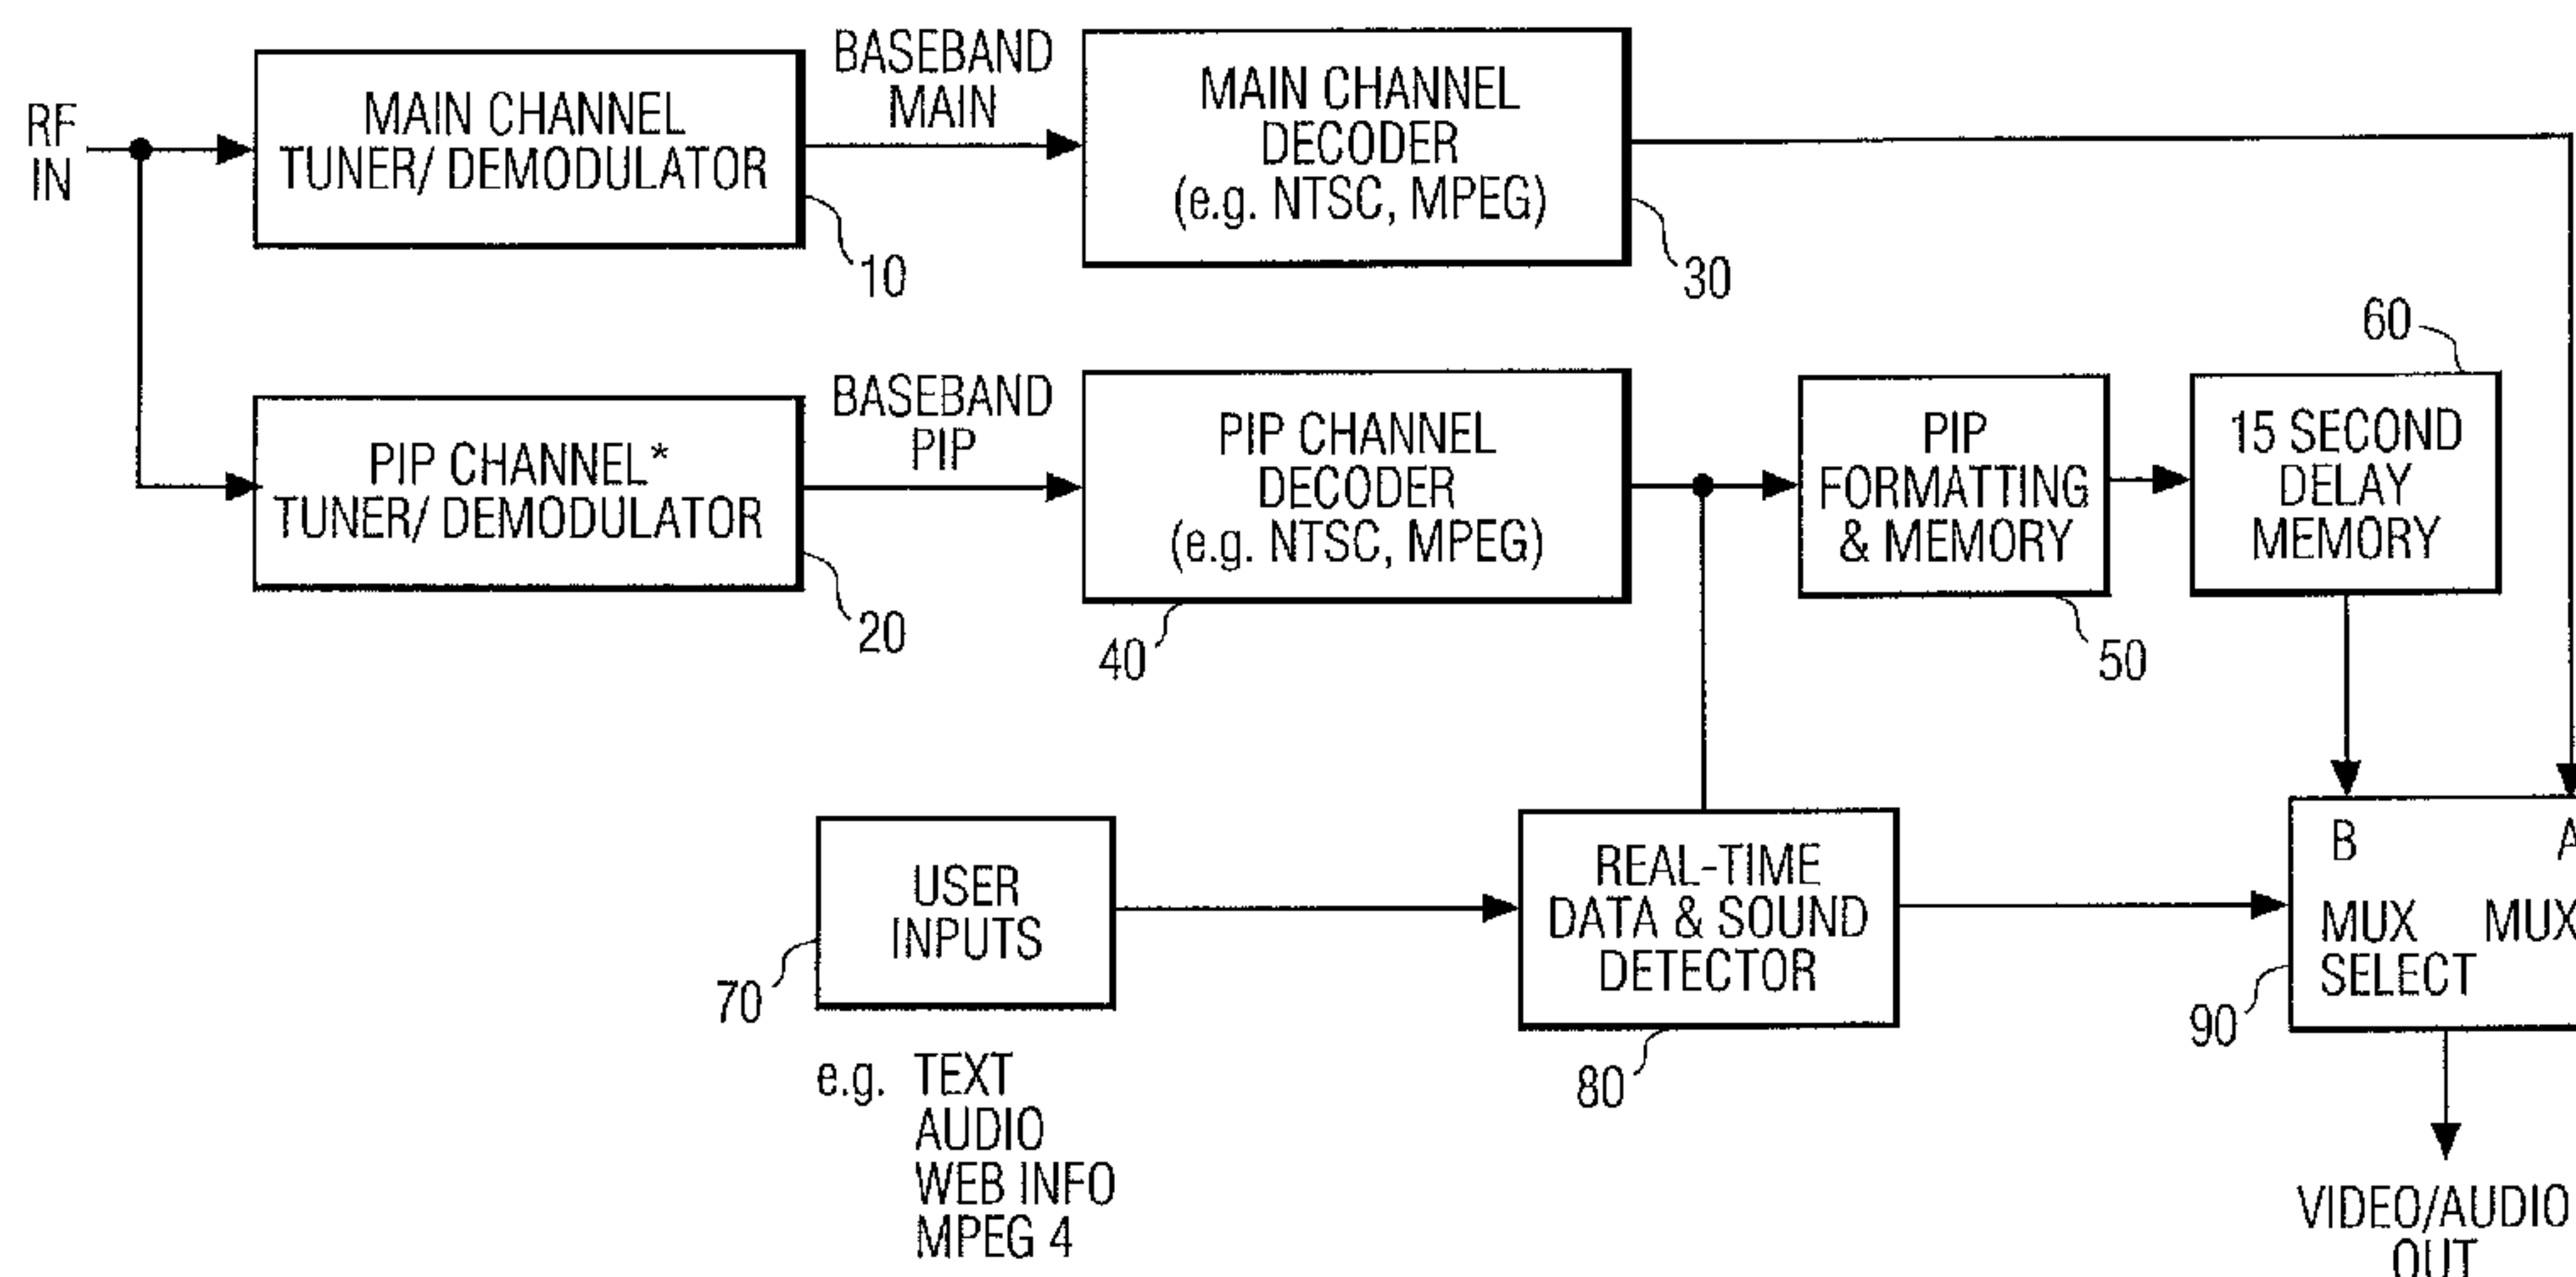 RF
IN
MAIN CHANNEL
TUNER/ DEMODULATOR
10
BASEBAND
MAIN
MAIN CHANNEL
DECODER
(e.g. NTSC, MPEG)
30
PIP CHANNEL*
TUNER/ DEMODULATOR
20
BASEBAND
PIP
PIP CHANNEL
DECODER
(e.g. NTSC, MPEG)
40
PIP
FORMATTING
& MEMORY
50
60
15 SECOND
DELAY
MEMORY
USER
INPUTS
70
e.g. TEXT
AUDIO
WEB INFO
MPEG 4
REAL-TIME
DATA & SOUND
DETECTOR
80
B A
MUX MUX
SELECT
90
VIDEO/AUDIO
OUT